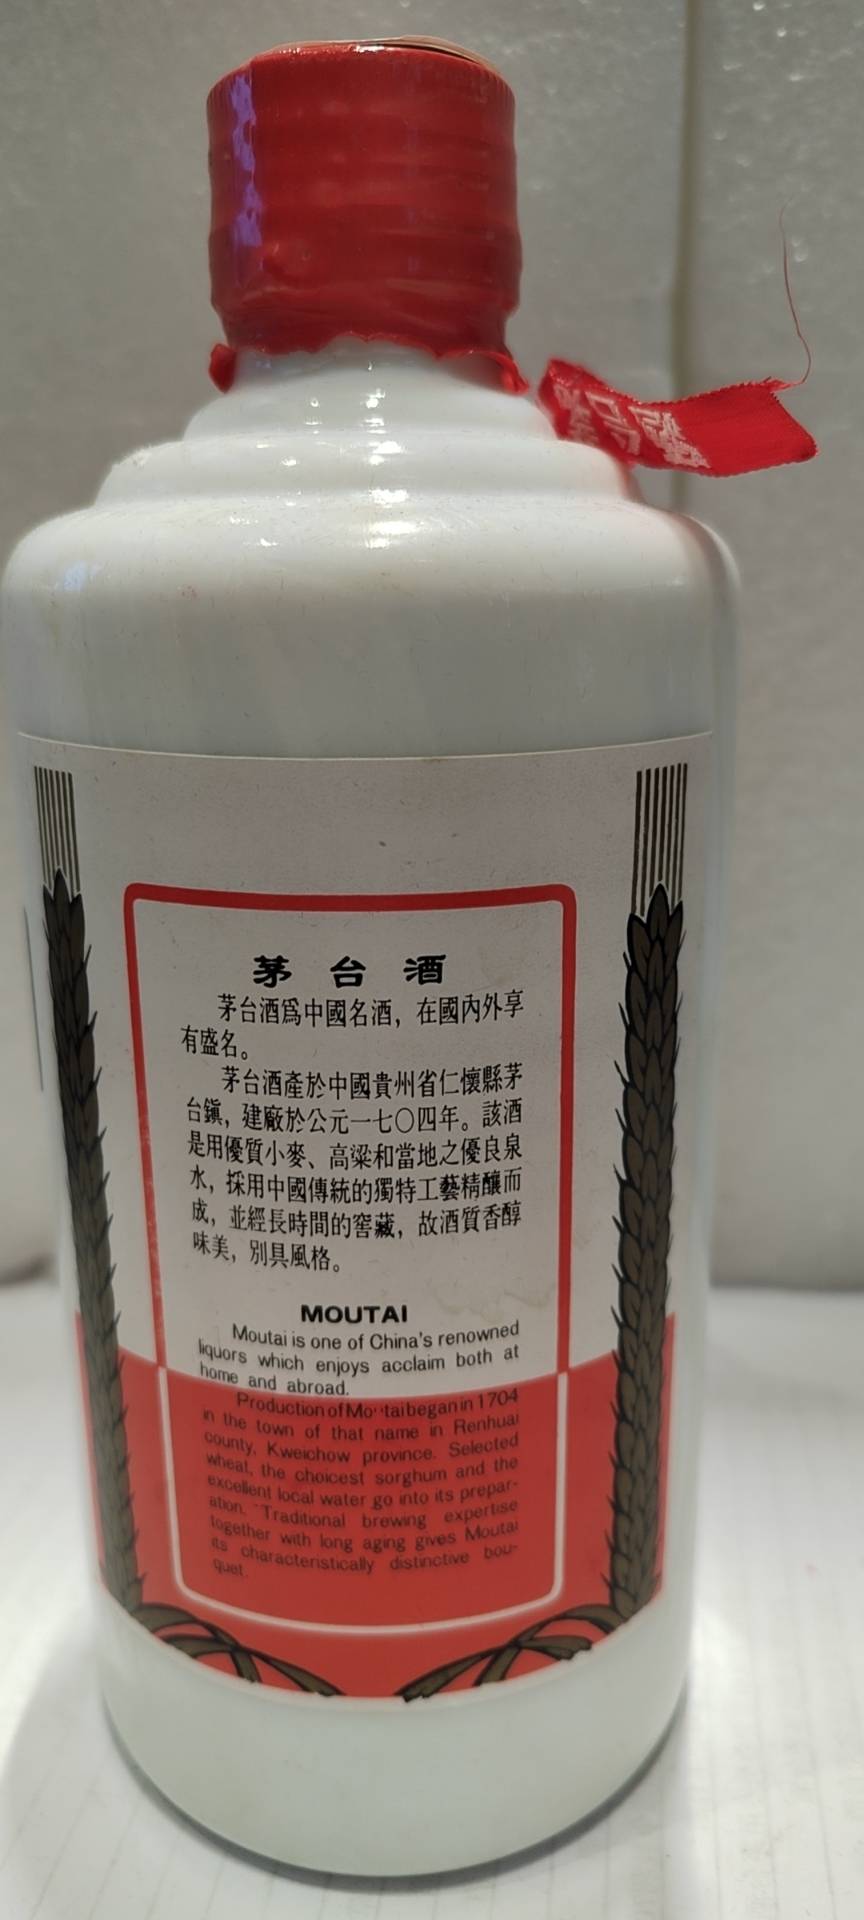 茅台酒
茅台酒爲中國名酒，在國內外享
有盛名。
茅台酒產於中國貴州省仁懷縣茅
台鎭，建廠於公元一七〇四年。該酒
是用優質小麥、高粱和當地之優良泉
水，採用中國傳統的獨特工藝精釀而
成，並經長時間的窖藏，故酒質香醇
味美，別具風格。
MOUTAI
Moutai is one of China's renowned
liquors which enjoys acclaim both at
home and abroad.
Production of Moutai began in 1704
in the town of that name in Renhuai
county, Kweichow province. Selected
wheat, the choicest sorghum and the
excellent local water go into its prepar-
ation. Traditional brewing expertise
together with long aging gives Moutai
its characteristically distinctive bou-
quet.